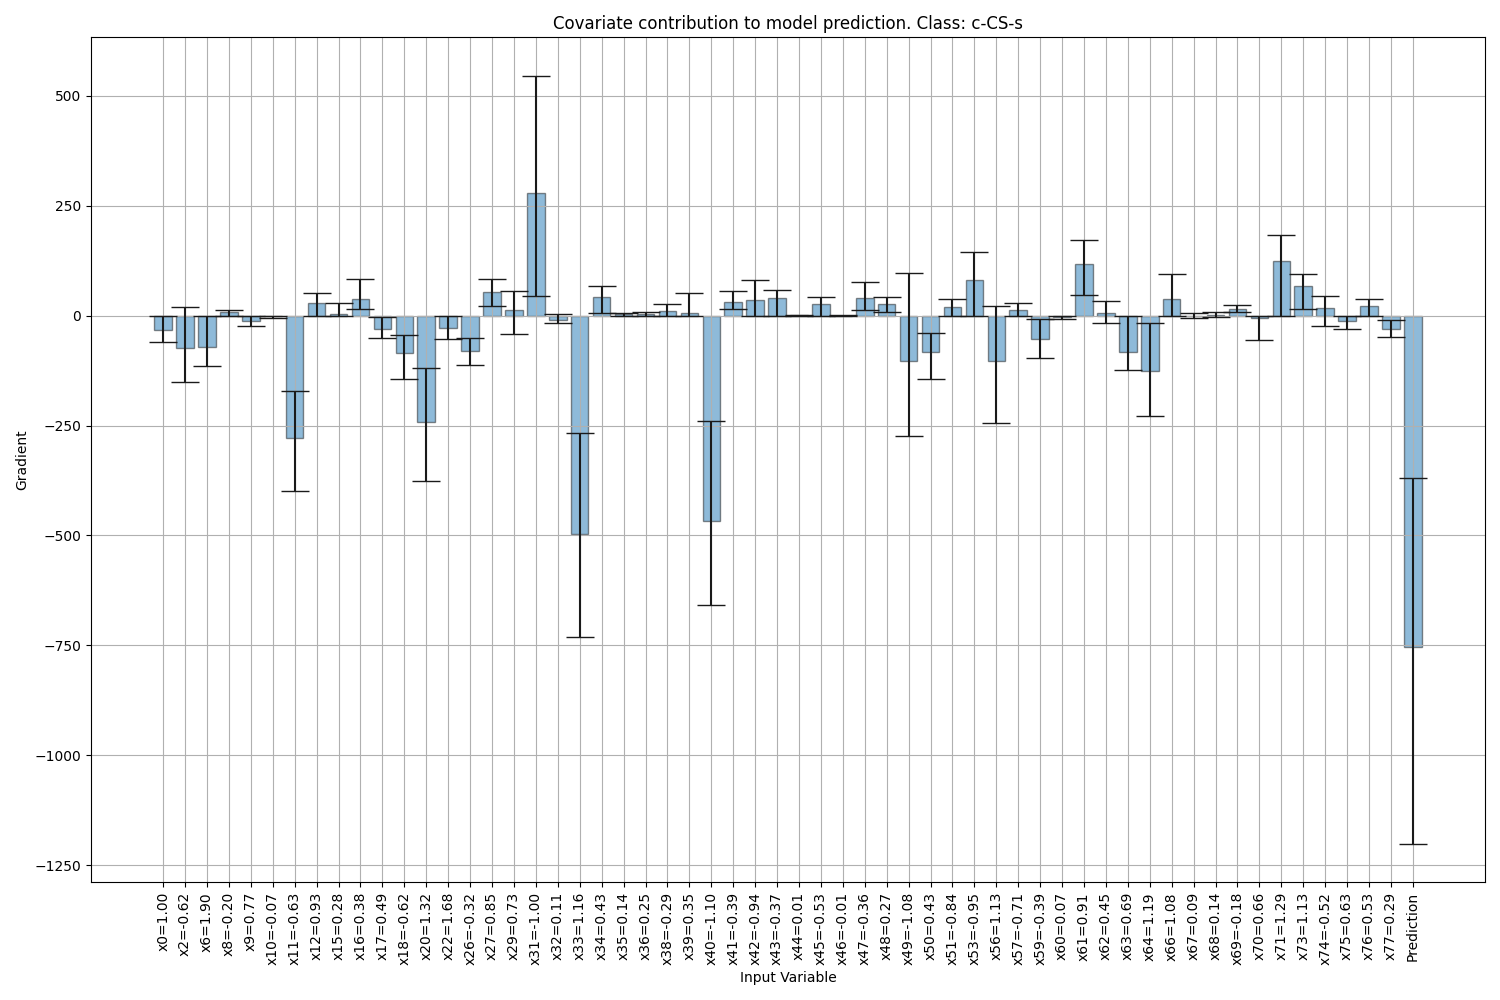 Covariate contribution to model prediction. Class: c-CS-s
Gradient
500
250
0
−250
−500
−750
−1000
−1250
x0=1.00
x2=-0.62
x6=1.90
x8=-0.20
x9=0.77
x10=-0.07
x11=-0.63
x12=0.93
x15=0.28
x16=0.38
x17=0.49
x18=-0.62
x20=1.32
x22=1.68
x26=-0.32
x27=0.85
x29=0.73
x31=-1.00
x32=0.11
x33=1.16
x34=0.43
x35=0.14
x36=0.25
x38=-0.29
x39=0.35
x40=-1.10
x41=-0.39
x42=-0.94
x43=-0.37
x44=0.01
x45=-0.53
x46=-0.01
x47=-0.36
x48=0.27
x49=-1.08
x50=0.43
x51=-0.84
x53=-0.95
x56=1.13
x57=-0.71
x59=-0.39
x60=0.07
x61=0.91
x62=0.45
x63=0.69
x64=1.19
x66=1.08
x67=0.09
x68=0.14
x69=-0.18
x70=0.66
x71=1.29
x73=1.13
x74=-0.52
x75=0.63
x76=0.53
x77=0.29
Prediction
Input Variable